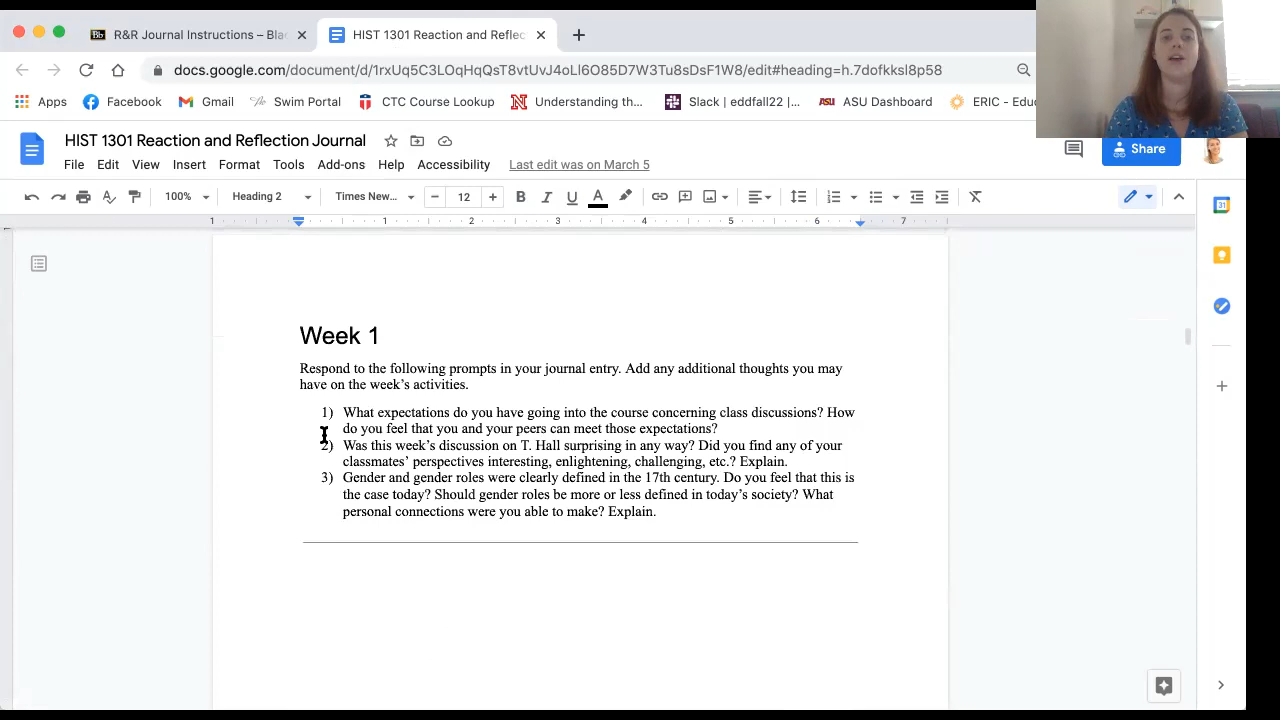 R&R Journal Instructions – Blac
HIST 1301 Reaction and Reflec
docs.google.com/document/d/1rxUq5C3LOqHqQsT8vtUvJ4oLl6O85D7W3Tu8sDsF1W8/edit#heading=h.7dofkksl8p58
Apps Facebook Gmail Swim Portal CTC Course Lookup Understanding th... Slack | eddfall22 |... ASU Dashboard ERIC - Educ
HIST 1301 Reaction and Reflection Journal
File Edit View Insert Format Tools Add-ons Help Accessibility Last edit was on March 5
Share
100% Heading 2 Times New... 12
1 1 2 3 4 5 6 7
Week 1
Respond to the following prompts in your journal entry. Add any additional thoughts you may
have on the week's activities.
1) What expectations do you have going into the course concerning class discussions? How
do you feel that you and your peers can meet those expectations?
2) Was this week's discussion on T. Hall surprising in any way? Did you find any of your
classmates' perspectives interesting, enlightening, challenging, etc.? Explain.
3) Gender and gender roles were clearly defined in the 17th century. Do you feel that this is
the case today? Should gender roles be more or less defined in today's society? What
personal connections were you able to make? Explain.